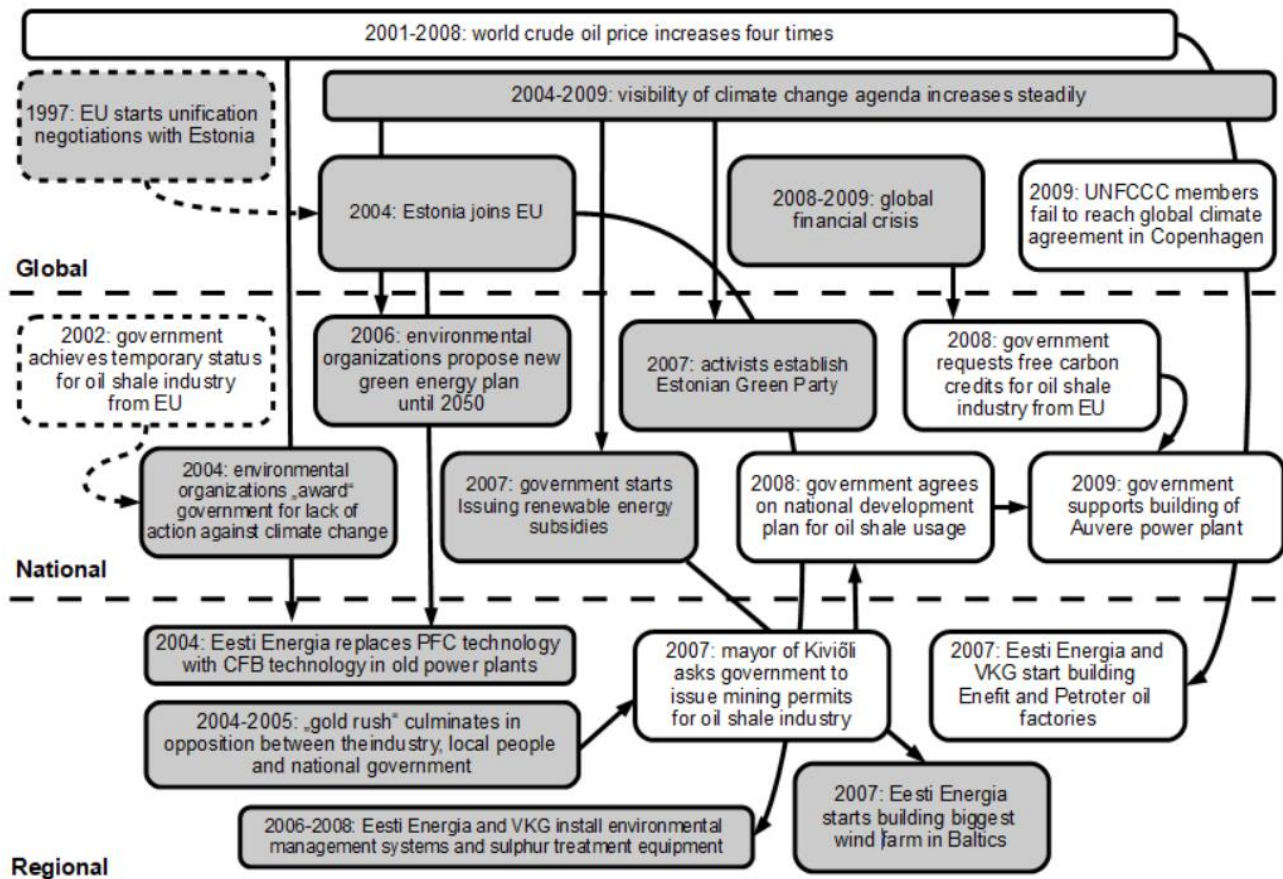 2001-2008: world crude oil price increases four times
2004-2009: visibility of climate change agenda increases steadily
1997: EU starts unification
negotiations with Estonia
2004: Estonia joins EU
2008-2009: global
financial crisis
2009: UNFCCC members
fail to reach global climate
agreement in Copenhagen
Global
2002: government
achieves temporary status
for oil shale industry
from EU
2006: environmental
organizations propose new
green energy plan
until 2050
2007: activists establish
Estonian Green Party
2008: government
requests free carbon
credits for oil shale
industry from EU
2004: environmental
organizations „award“
government for lack of
action against climate change
2007: government starts
Issuing renewable energy
subsidies
2008: government agrees
on national development
plan for oil shale usage
2009: government
supports building of
Auvere power plant
National
2004: Eesti Energia replaces PFC technology
with CFB technology in old power plants
2007: mayor of Kiviõli
asks government to
issue mining permits
for oil shale industry
2007: Eesti Energia and
VKG start building
Enefit and Petroter oil
factories
2004-2005: „gold rush“ culminates in
opposition between theindustry, local people
and national government
2007: Eesti Energia
starts building biggest
wind farm in Baltics
2006-2008: Eesti Energia and VKG install environmental
management systems and sulphur treatment equipment
Regional